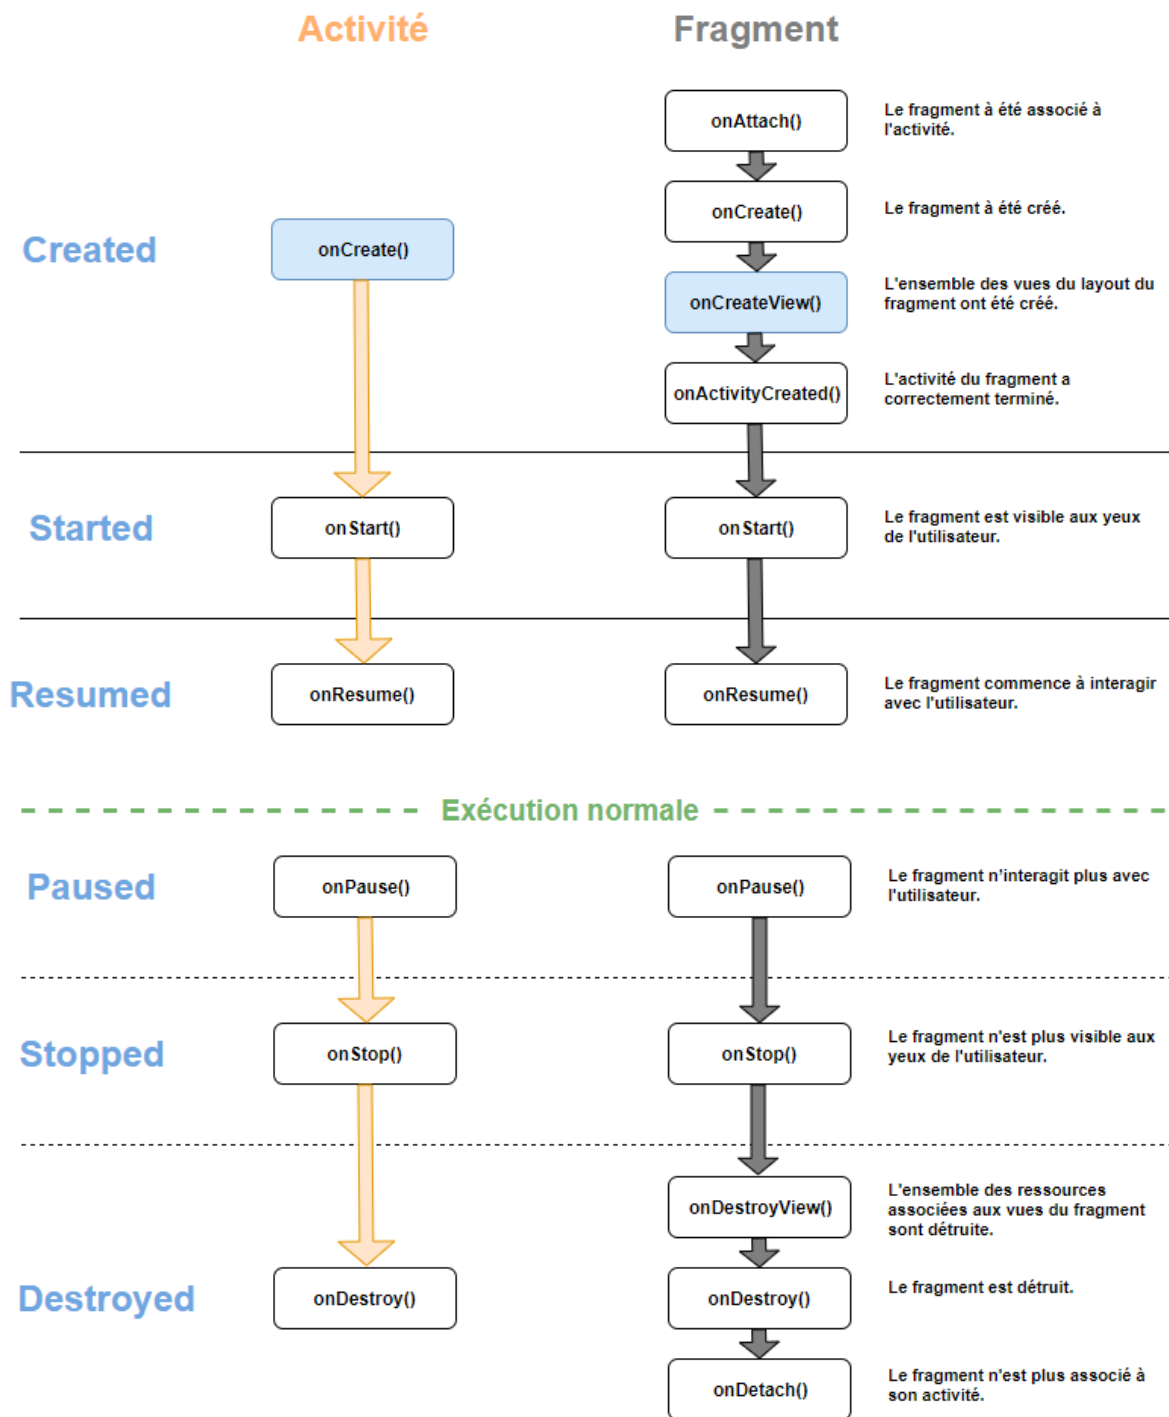 Activité
Fragment
onAttach()
Le fragment à été associé à
l'activité.
onCreate()
Le fragment à été créé.
Created
onCreate()
onCreateView()
L'ensemble des vues du layout du
fragment ont été créé.
onActivityCreated()
L'activité du fragment a
correctement terminé.
Started
onStart()
onStart()
Le fragment est visible aux yeux
de l'utilisateur.
Resumed
onResume()
onResume()
Le fragment commence à interagir
avec l'utilisateur.
Exécution normale
Paused
onPause()
onPause()
Le fragment n'interagit plus avec
l'utilisateur.
Stopped
onStop()
onStop()
Le fragment n'est plus visible aux
yeux de l'utilisateur.
onDestroyView()
L'ensemble des ressources
associées aux vues du fragment
sont détruite.
Destroyed
onDestroy()
onDestroy()
Le fragment est détruit.
onDetach()
Le fragment n'est plus associé à
son activité.